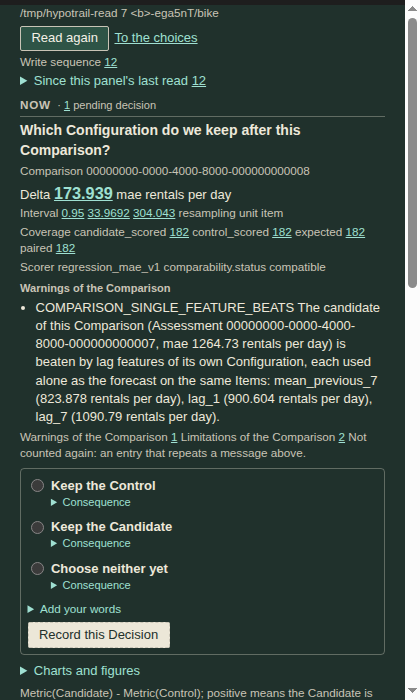 /tmp/hypotrail-read 7 <b>-ega5nT/bike
Read again To the choices
Write sequence 12
Since this panel's last read 12
NOW · 1 pending decision
Which Configuration do we keep after this
Comparison?
Comparison 00000000-0000-4000-8000-000000000008
Delta 173.939 mae rentals per day
Interval 0.95 33.9692 304.043 resampling unit item
Coverage candidate_scored 182 control_scored 182 expected 182
paired 182
Scorer regression_mae_v1 comparability.status compatible
Warnings of the Comparison
• COMPARISON_SINGLE_FEATURE_BEATS The candidate
of this Comparison (Assessment 00000000-0000-4000-
8000-000000000007, mae 1264.73 rentals per day) is
beaten by lag features of its own Configuration, each used
alone as the forecast on the same Items: mean_previous_7
(823.878 rentals per day), lag_1 (900.604 rentals per day),
lag_7 (1090.79 rentals per day).
Warnings of the Comparison 1 Limitations of the Comparison 2 Not
counted again: an entry that repeats a message above.
Keep the Control
Consequence
Keep the Candidate
Consequence
Choose neither yet
Consequence
Add your words
Record this Decision
Charts and figures
Metric(Candidate) - Metric(Control); positive means the Candidate is